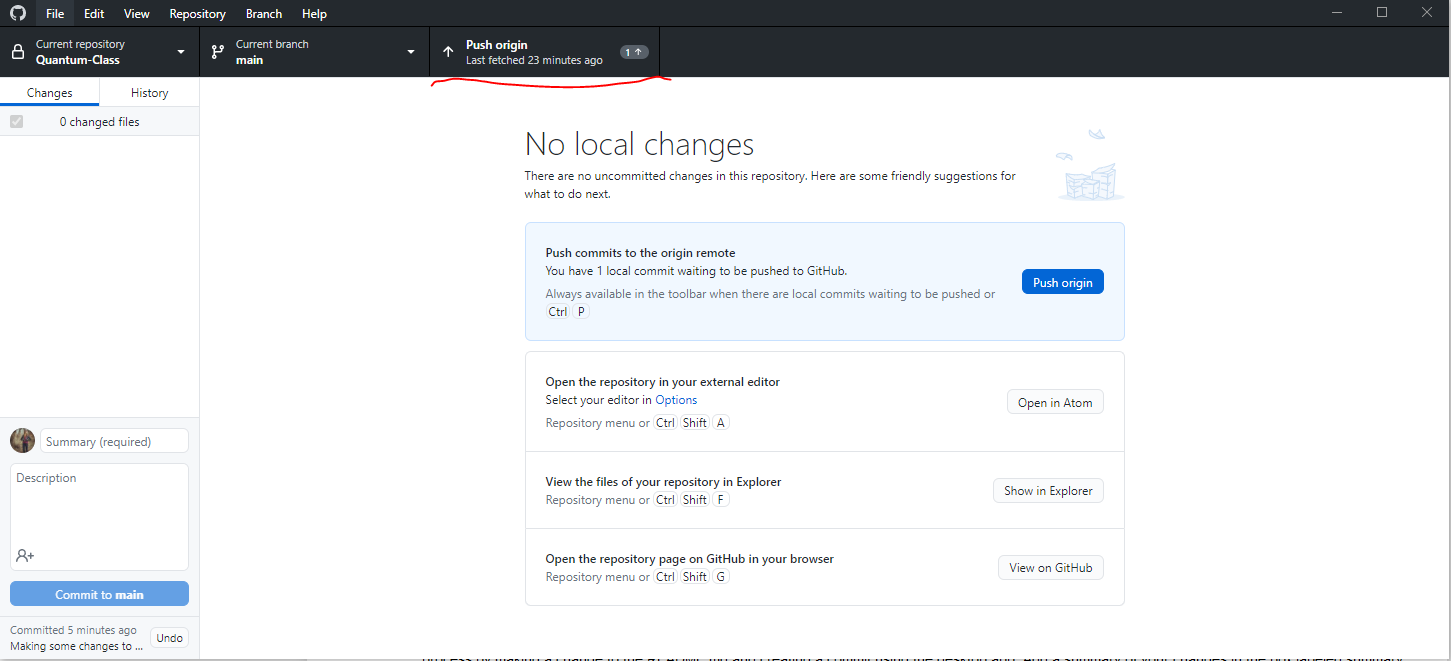 File Edit View Repository Branch Help
Current repository
Quantum-Class
Current branch
main
Push origin
Last fetched 23 minutes ago
1
Changes History
0 changed files
No local changes
There are no uncommitted changes in this repository. Here are some friendly suggestions for
what to do next.
Push commits to the origin remote
You have 1 local commit waiting to be pushed to GitHub.
Always available in the toolbar when there are local commits waiting to be pushed or
Ctrl P
Push origin
Open the repository in your external editor
Select your editor in Options
Repository menu or Ctrl Shift A
Open in Atom
View the files of your repository in Explorer
Repository menu or Ctrl Shift F
Show in Explorer
Open the repository page on GitHub in your browser
Repository menu or Ctrl Shift G
View on GitHub
Summary (required)
Description
Commit to main
Committed 5 minutes ago
Making some changes to ...
Undo